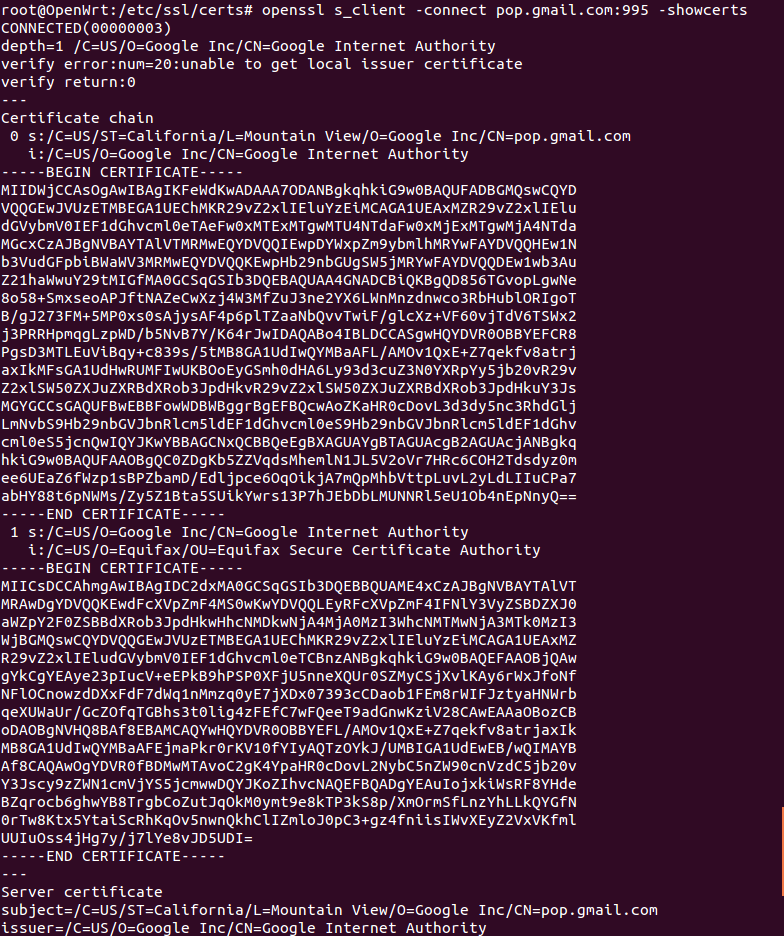 root@OpenWrt:/etc/ssl/certs# openssl s_client -connect pop.gmail.com:995 -showcerts
CONNECTED(00000003)
depth=1 /C=US/O=Google Inc/CN=Google Internet Authority
verify error:num=20:unable to get local issuer certificate
verify return:0
---
Certificate chain
 0 s:/C=US/ST=California/L=Mountain View/O=Google Inc/CN=pop.gmail.com
   i:/C=US/O=Google Inc/CN=Google Internet Authority
-----BEGIN CERTIFICATE-----
MIIDWjCCAsOgAwIBAgIKFeWdKwADAAA7ODANBgkqhkiG9w0BAQUFADBGMQswCQYD
VQQGEwJVUzETMBEGA1UEChMKR29vZ2xlIEluYzEiMCAGA1UEAxMZR29vZ2xlIElu
dGVybmV0IEF1dGhvcml0eTAeFw0xMTExMTgwMTU4NTdaFw0xMjExMTgwMjA4NTda
MGcxCzAJBgNVBAYTAlVTMRMwEQYDVQQIEwpDYWxpZm9ybmlhMRYwFAYDVQQHEw1N
b3VudGFpbiBWaWV3MRMwEQYDVQQKEwpHb29nbGUgSW5jMRYwFAYDVQQDEw1wb3Au
Z21haWwuY29tMIGfMA0GCSqGSIb3DQEBAQUAA4GNADCBiQKBgQD856TGvopLgwNe
8o58+SmxseoAPJftNAZeCwXzj4W3MfZuJ3ne2YX6LWnMnzdnwco3RbHublORIgoT
B/gJ273FM+5MP0xs0sAjysAF4p6plTZaaNbQvvTwiF/glcXz+VF60vjTdV6TSWx2
j3PRRHpmqgLzpWD/b5NvB7Y/K64rJwIDAQABo4IBLDCCASgwHQYDVR0OBBYEFCR8
PgsD3MTLEuViBqy+c839s/5tMB8GA1UdIwQYMBaAFL/AMOv1QxE+Z7qekfv8atrj
axIkMFsGA1UdHwRUMFIwUKBOoEyGSmh0dHA6Ly93d3cuZ3N0YXRpYy5jb20vR29v
Z2xlSW50ZXJuZXRBdXRob3JpdHkvR29vZ2xlSW50ZXJuZXRBdXRob3JpdHkuY3Js
MGYGCCsGAQUFBwEBBFowWDBWBggrBgEFBQcwAoZKaHR0cDovL3d3dy5nc3RhdGlj
LmNvbS9Hb29nbGVJbnRlcm5ldEF1dGhvcml0eS9Hb29nbGVJbnRlcm5ldEF1dGhv
cml0eS5jcnQwIQYJKwYBBAGCNxQCBBQeEgBXAGUAYgBTAGUAcgB2AGUAcjANBgkq
hkiG9w0BAQUFAAOBgQC0ZDgKb5ZZVqdsMhemlN1JL5V2oVr7HRc6COH2Tdsdyz0m
ee6UEaZ6fWzp1sBPZbamD/Edljpce6OqOikjA7mQpMhbVttpLuvL2yLdLIIuCPa7
abHY88t6pNWMs/Zy5Z1Bta5SUikYwrs13P7hJEbDbLMUNNRl5eU1Ob4nEpNnyQ==
-----END CERTIFICATE-----
 1 s:/C=US/O=Google Inc/CN=Google Internet Authority
   i:/C=US/O=Equifax/OU=Equifax Secure Certificate Authority
-----BEGIN CERTIFICATE-----
MIICsDCCAhmgAwIBAgIDC2dxMA0GCSqGSIb3DQEBBQUAME4xCzAJBgNVBAYTAlVT
MRAwDgYDVQQKEwdFcXVpZmF4MS0wKwYDVQQLEyRFcXVpZmF4IFNlY3VyZSBDZXJ0
aWZpY2F0ZSBBdXRob3JpdHkwHhcNMDkwNjA4MjA0MzI3WhcNMTMwNjA3MTk0MzI3
WjBGMQswCQYDVQQGEwJVUzETMBEGA1UEChMKR29vZ2xlIEluYzEiMCAGA1UEAxMZ
R29vZ2xlIEludGVybmV0IEF1dGhvcml0eTCBnzANBgkqhkiG9w0BAQEFAAOBjQAw
gYkCgYEAye23pIucV+eEPkB9hPSP0XFjU5nneXQUr0SZMyCSjXvlKAy6rWxJfoNf
NFlOCnowzdDXxFdF7dWq1nMmzq0yE7jXDx07393cCDaob1FEm8rWIFJztyaHNWrb
qeXUWaUr/GcZOfqTGBhs3t0lig4zFEfC7wFQeeT9adGnwKziV28CAwEAAaOBozCB
oDAOBgNVHQ8BAf8EBAMCAQYwHQYDVR0OBBYEFL/AMOv1QxE+Z7qekfv8atrjaxIk
MB8GA1UdIwQYMBaAFEjmaPkr0rKV10fYIyAQTzOYkJ/UMBIGA1UdEwEB/wQIMAYB
Af8CAQAwOgYDVR0fBDMwMTAvoC2gK4YpaHR0cDovL2NybC5nZW90cnVzdC5jb20v
Y3Jscy9zZWN1cmVjYS5jcmwwDQYJKoZIhvcNAQEFBQADgYEAuIojxkiWsRF8YHde
BZqrocb6ghwYB8TrgbCoZutJqOkM0ymt9e8kTP3kS8p/XmOrmSfLnzYhLLkQYGfN
0rTw8Ktx5YtaiScRhKqOv5nwnQkhClIZmloJ0pC3+gz4fniisIWvXEyZ2VxVKfml
UUIuOss4jHg7y/j7lYe8vJD5UDI=
-----END CERTIFICATE-----
---
Server certificate
subject=/C=US/ST=California/L=Mountain View/O=Google Inc/CN=pop.gmail.com
issuer=/C=US/O=Google Inc/CN=Google Internet Authority